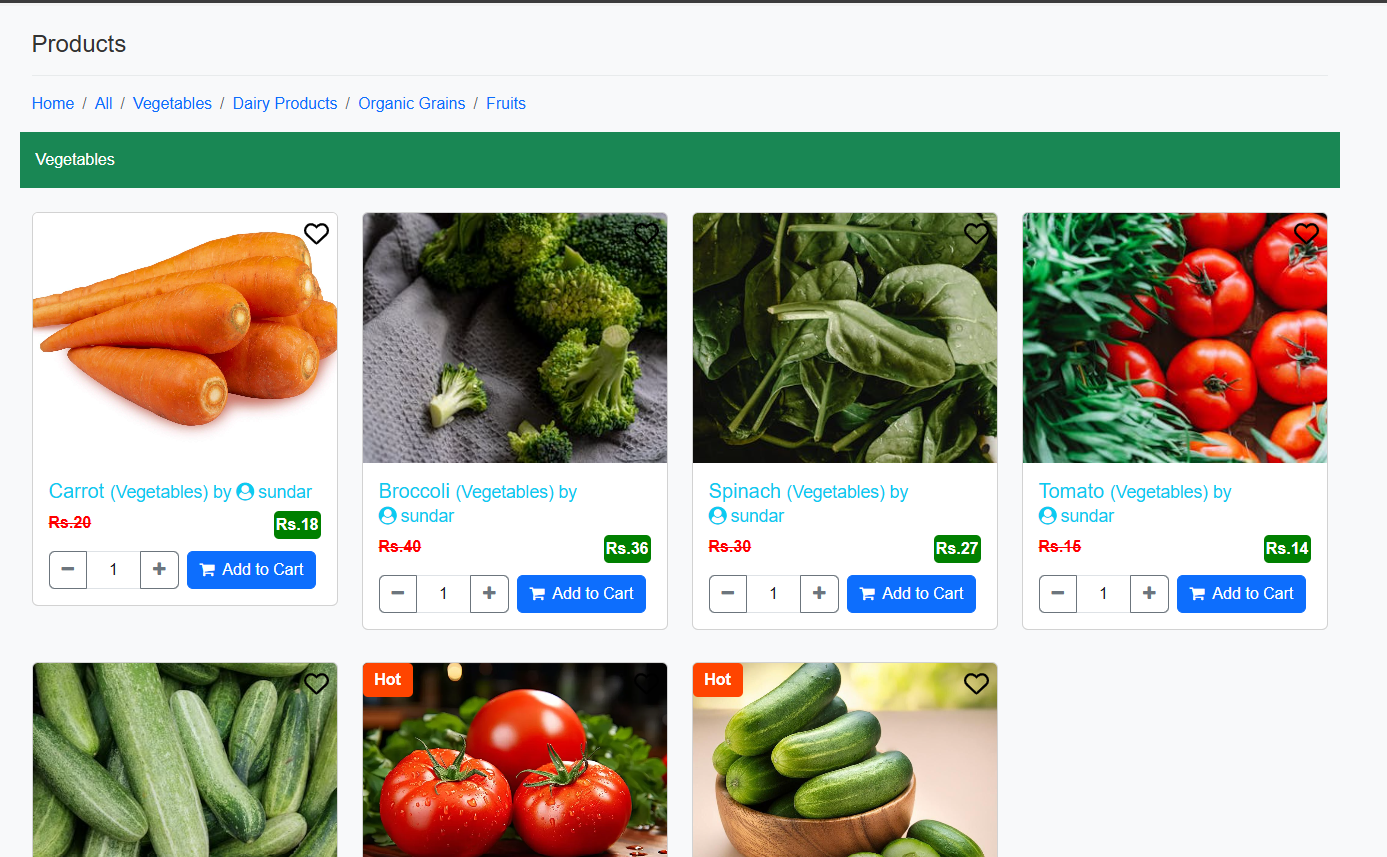 Products
Home / All / Vegetables / Dairy Products / Organic Grains / Fruits
Vegetables
Carrot (Vegetables) by sundar
Rs.20 Rs.18
1 Add to Cart
Broccoli (Vegetables) by
sundar
Rs.40 Rs.36
1 Add to Cart
Spinach (Vegetables) by
sundar
Rs.30 Rs.27
1 Add to Cart
Tomato (Vegetables) by
sundar
Rs.15 Rs.14
1 Add to Cart
Hot
Hot